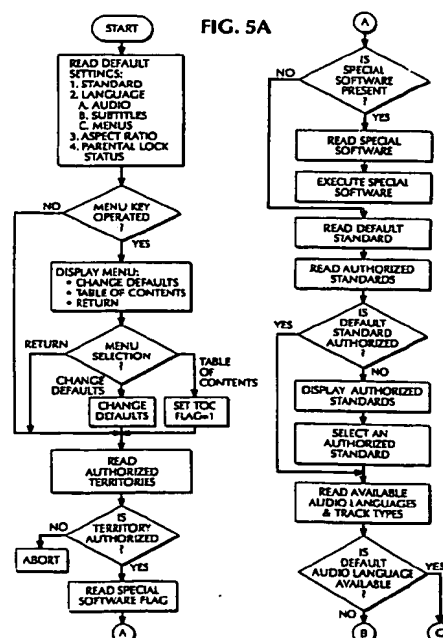 FIG. 5A
START
READ DEFAULT
SETTINGS:
1. STANDARD
2. LANGUAGE
A. AUDIO
B. SUBTITLES
C. MENUS
3. ASPECT RATIO
4. PARENTAL LOCK
STATUS
NO
MENU KEY
OPERATED
?
YES
DISPLAY MENU:
• CHANGE DEFAULTS
• TABLE OF CONTENTS
• RETURN
RETURN
MENU
SELECTION
?
TABLE
OF
CONTENTS
CHANGE
DEFAULTS
CHANGE
DEFAULTS
SET TOC
FLAG=1
READ
AUTHORIZED
TERRITORIES
NO
IS
TERRITORY
AUTHORIZED
?
ABORT
YES
READ SPECIAL
SOFTWARE FLAG
A
A
NO
IS
SPECIAL
SOFTWARE
PRESENT
?
YES
READ SPECIAL
SOFTWARE
EXECUTE SPECIAL
SOFTWARE
READ DEFAULT
STANDARD
READ AUTHORIZED
STANDARDS
YES
IS
DEFAULT
STANDARD
AUTHORIZED
?
NO
DISPLAY AUTHORIZED
STANDARDS
SELECT AN
AUTHORIZED
STANDARD
READ AVAILABLE
AUDIO LANGUAGES
& TRACK TYPES
IS
DEFAULT
AUDIO LANGUAGE
AVAILABLE
?
YES
NO
B
C